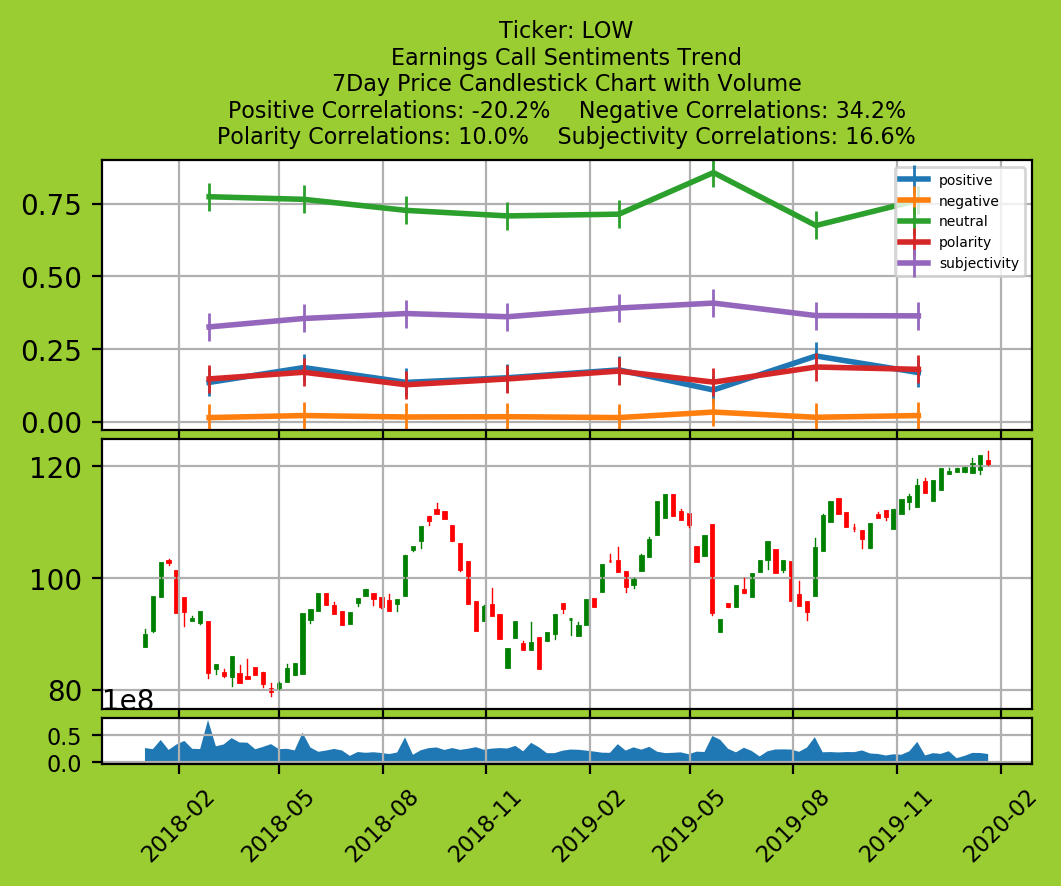 Ticker: LOW
Earnings Call Sentiments Trend
7Day Price Candlestick Chart with Volume
Positive Correlations: -20.2%    Negative Correlations: 34.2%
Polarity Correlations: 10.0%    Subjectivity Correlations: 16.6%
positive
negative
neutral
polarity
subjectivity
0.75
0.50
0.25
0.00
120
100
80
1e8
0.5
0.0
2018-02
2018-05
2018-08
2018-11
2019-02
2019-05
2019-08
2019-11
2020-02